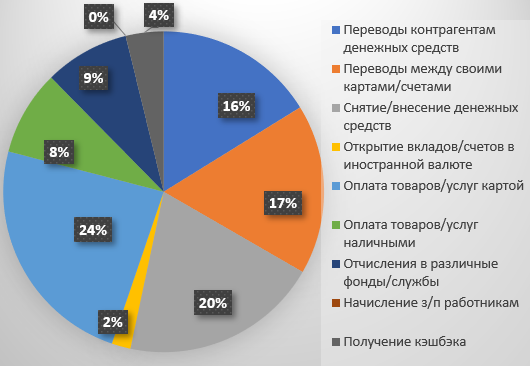 0%
4%
9%
16%
8%
17%
24%
20%
2%
Переводы контрагентам
денежных средств
Переводы между своими
картами/счетами
Снятие/внесение денежных
средств
Открытие вкладов/счетов в
иностранной валюте
Оплата товаров/услуг картой
Оплата товаров/услуг
наличными
Отчисления в различные
фонды/службы
Начисление з/п работникам
Получение кэшбэка